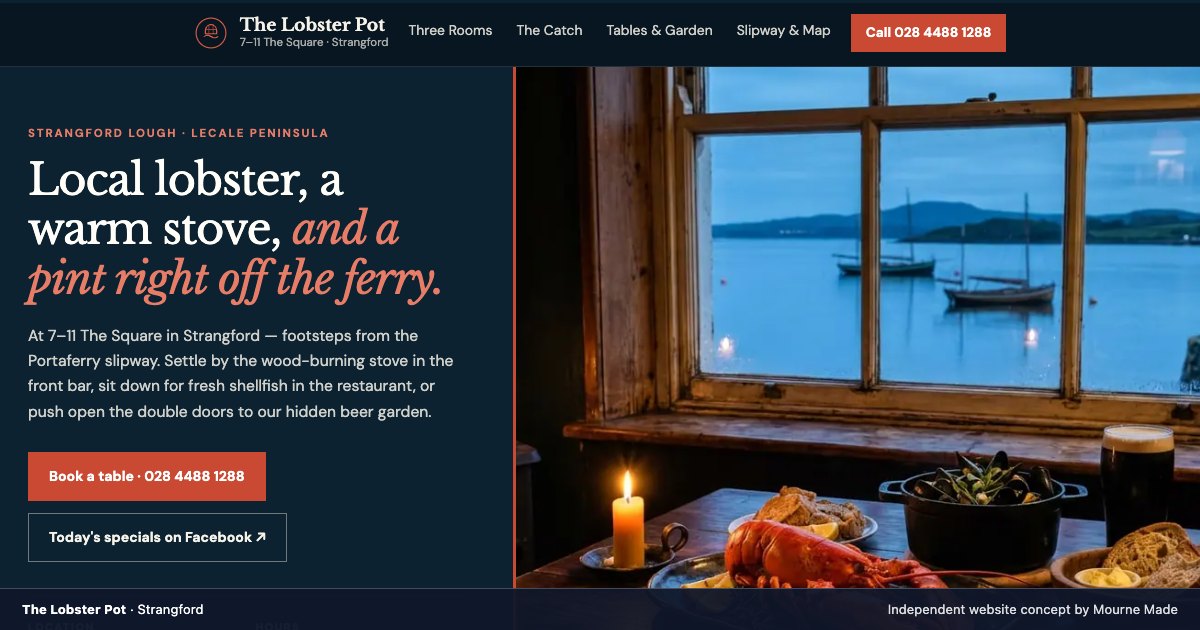 The Lobster Pot
7–11 The Square · Strangford
Three Rooms
The Catch
Tables & Garden
Slipway & Map
Call 028 4488 1288
STRANGFORD LOUGH · LECALE PENINSULA
Local lobster, a
warm stove, and a
pint right off the ferry.
At 7–11 The Square in Strangford — footsteps from the
Portaferry slipway. Settle by the wood-burning stove in the
front bar, sit down for fresh shellfish in the restaurant, or
push open the double doors to our hidden beer garden.
Book a table · 028 4488 1288
Today's specials on Facebook ↗
The Lobster Pot · Strangford
Independent website concept by Mourne Made
LOCATION
HOURS